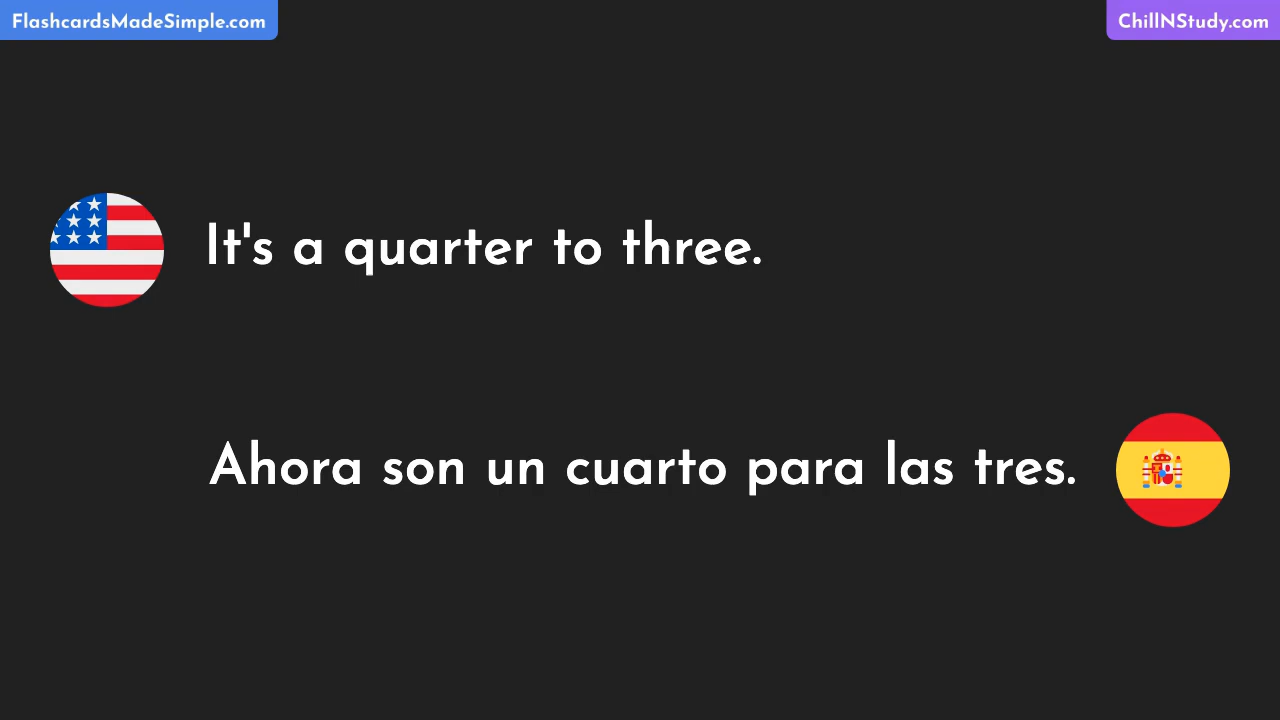 FlashcardsMadeSimple.com
ChillNStudy.com
It's a quarter to three.
Ahora son un cuarto para las tres.